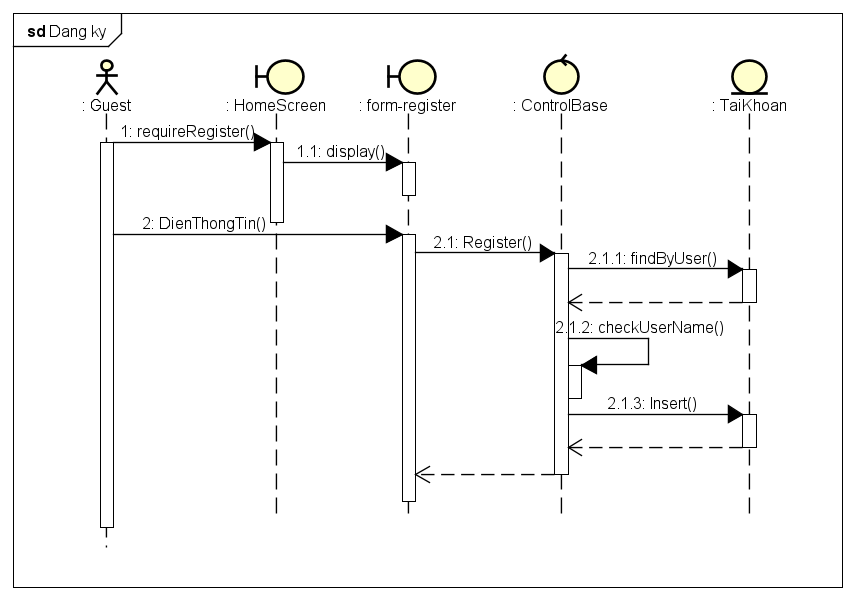 sd Dang ky
: Guest
: HomeScreen
: form-register
: ControlBase
: TaiKhoan
1: requireRegister()
1.1: display()
2: DienThongTin()
2.1: Register()
2.1.1: findByUser()
2.1.2: checkUserName()
2.1.3: Insert()